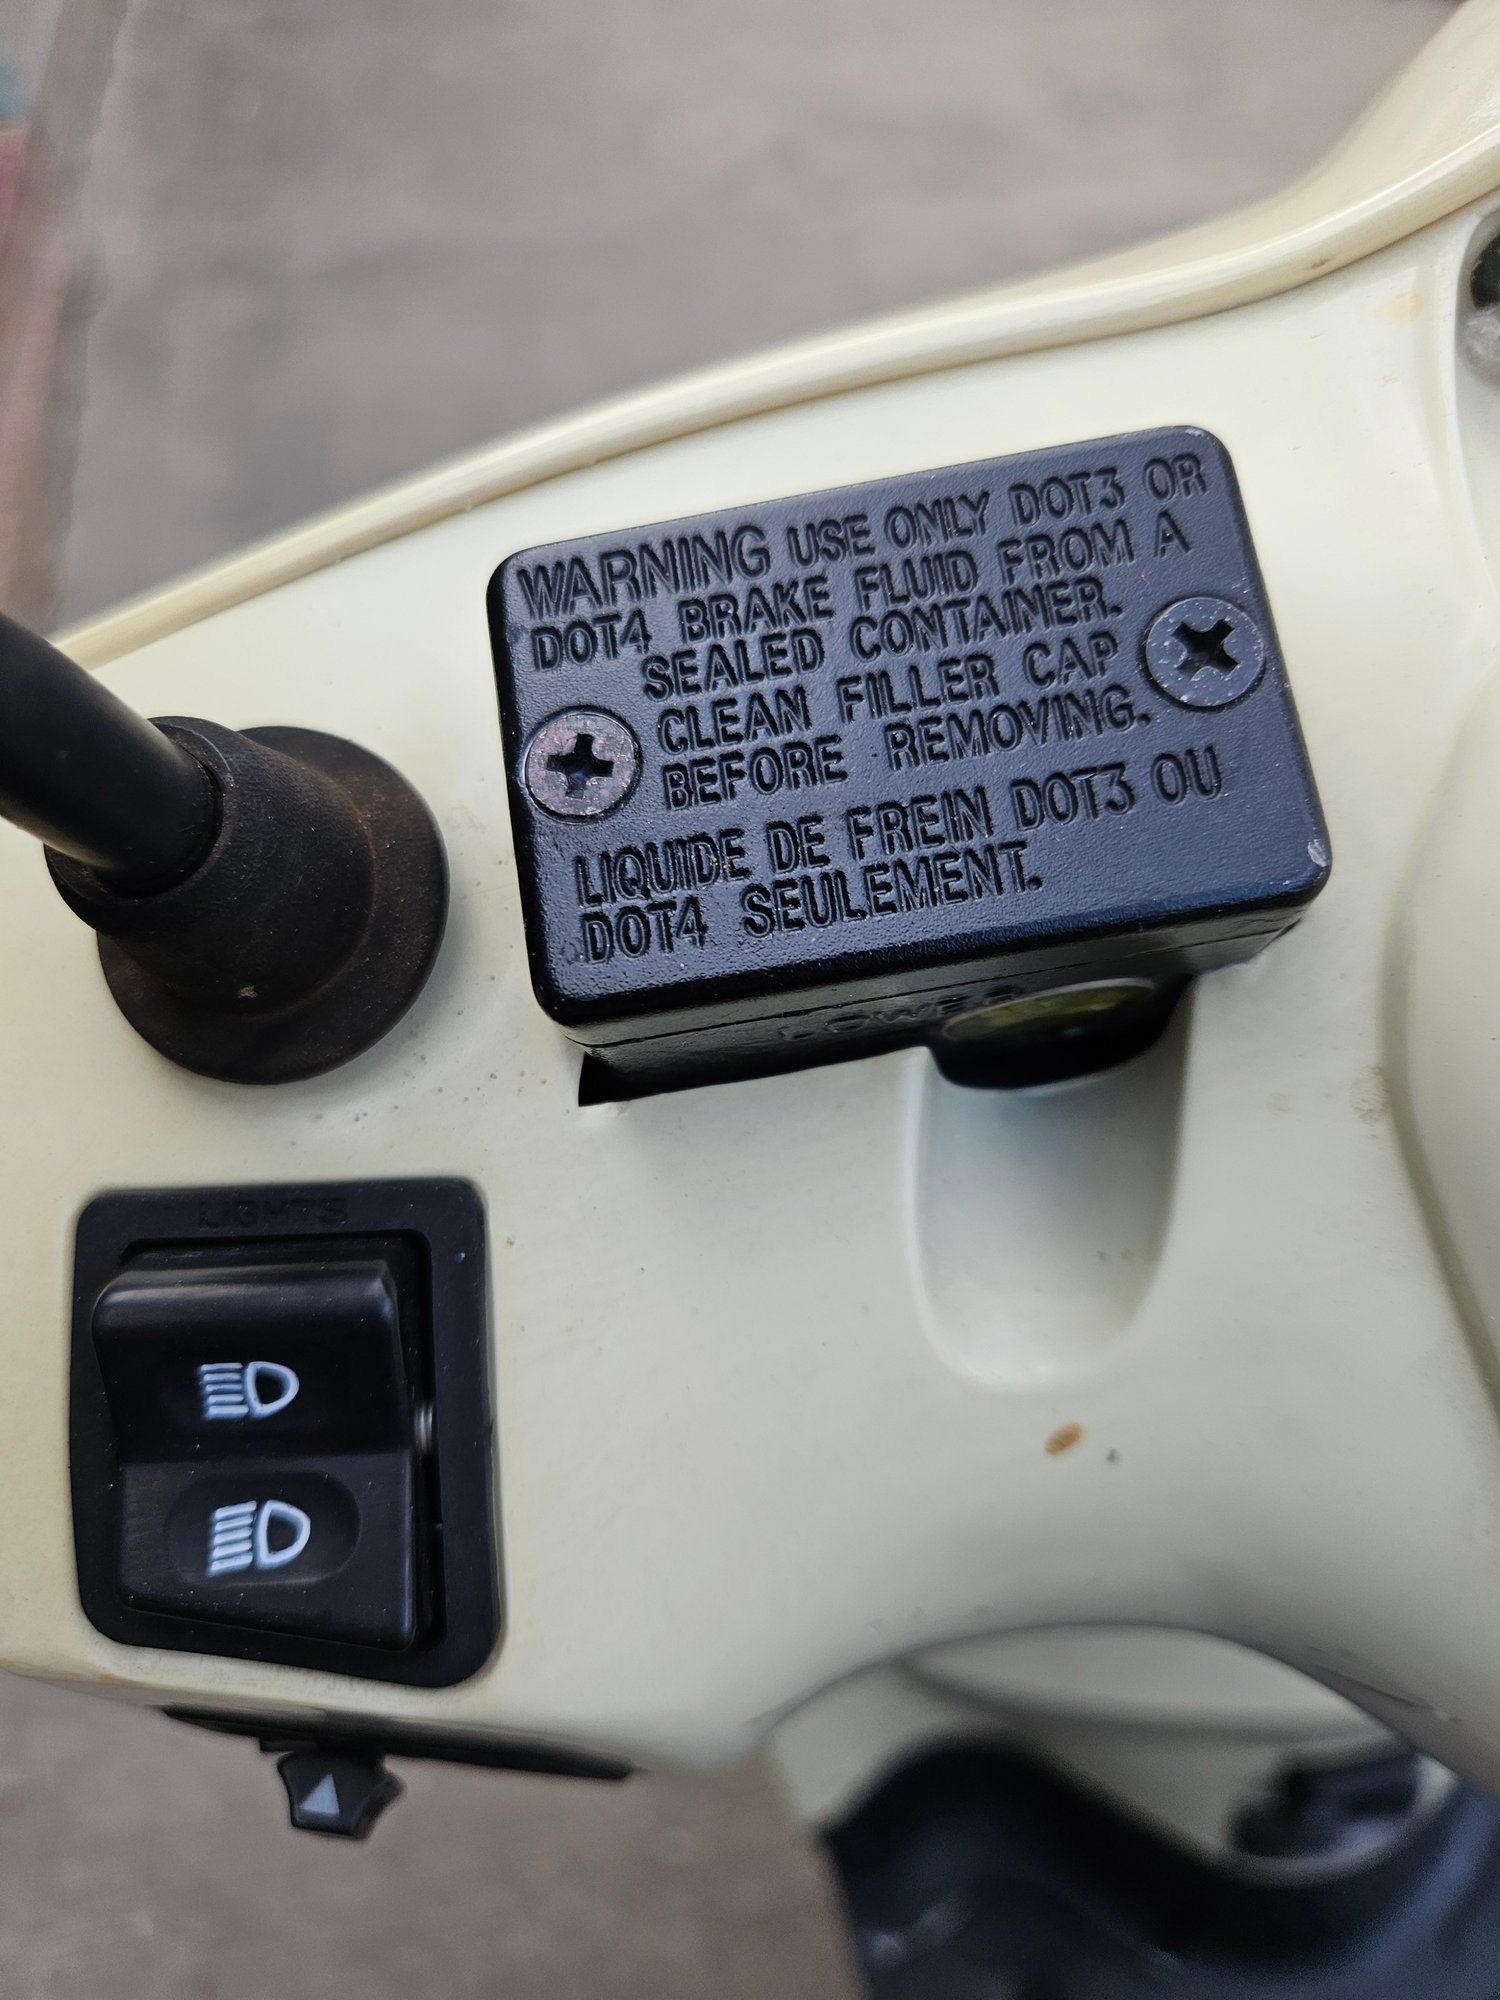 WARNING USE ONLY DOT3 OR
DOT4 BRAKE FLUID FROM A
SEALED CONTAINER.
CLEAN FILLER CAP
BEFORE REMOVING.
LIQUIDE DE FREIN DOT3 OU
DOT4 SEULEMENT.
LOWER
LIGHTS